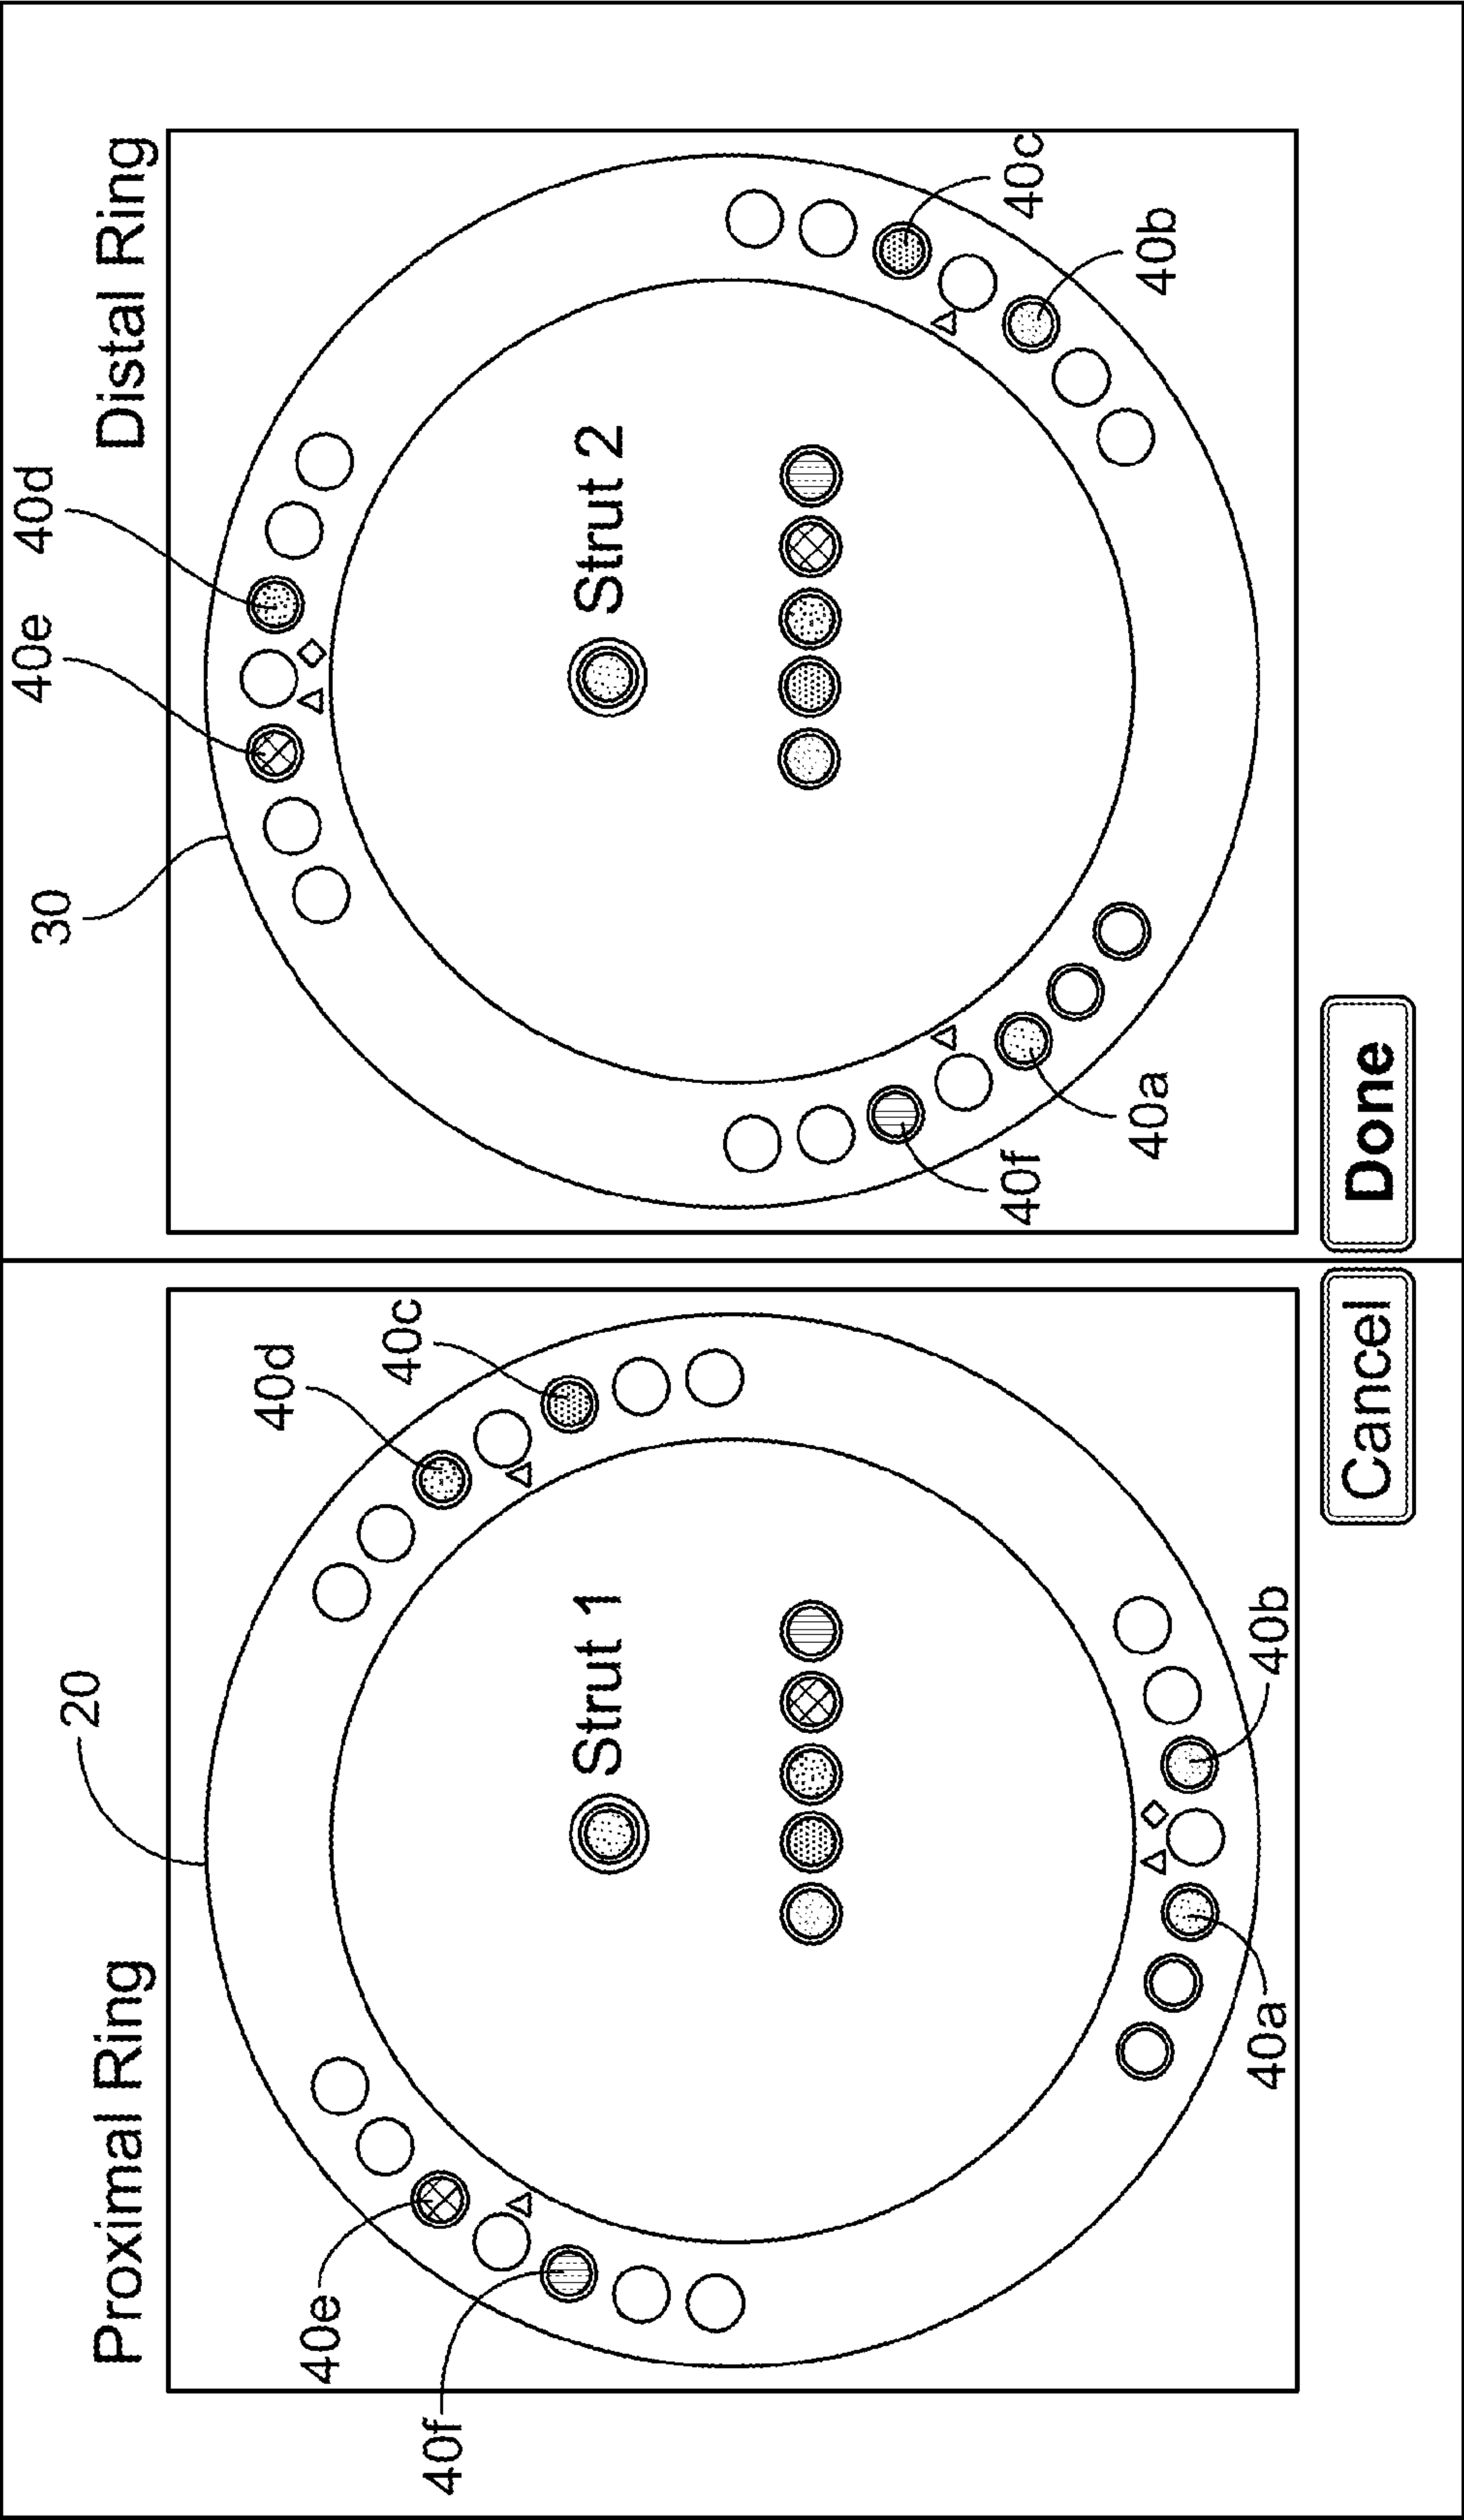 Proximal Ring
20
40d
40c
40e
40f
Strut 1
40b
40a
Cancel
Distal Ring
30
40e
40d
Strut 2
40c
40b
40f
40a
Done